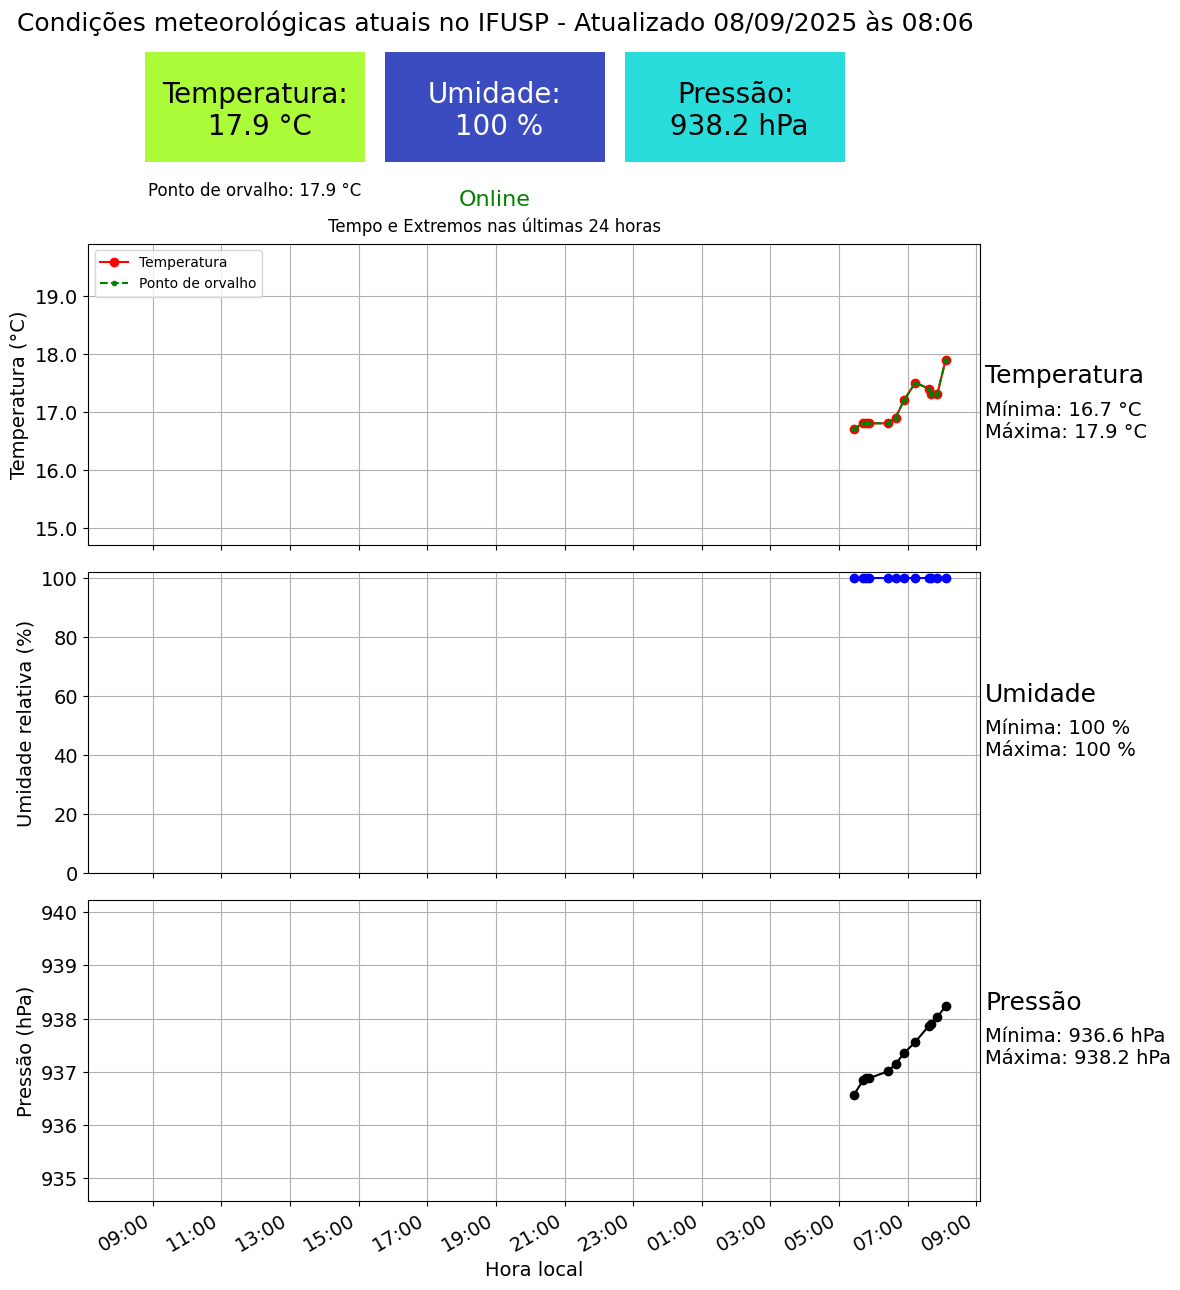 Condições meteorológicas atuais no IFUSP - Atualizado 08/09/2025 às 08:06
Temperatura:
17.9 °C
Umidade:
100 %
Pressão:
938.2 hPa
Ponto de orvalho: 17.9 °C
Online
Tempo e Extremos nas últimas 24 horas
Temperatura
Ponto de orvalho
Temperatura (°C)
19.0
18.0
17.0
16.0
15.0
Temperatura
Mínima: 16.7 °C
Máxima: 17.9 °C
Umidade relativa (%)
100
80
60
40
20
0
Umidade
Mínima: 100 %
Máxima: 100 %
Pressão (hPa)
940
939
938
937
936
935
Pressão
Mínima: 936.6 hPa
Máxima: 938.2 hPa
09:00
11:00
13:00
15:00
17:00
19:00
21:00
23:00
01:00
03:00
05:00
07:00
09:00
Hora local